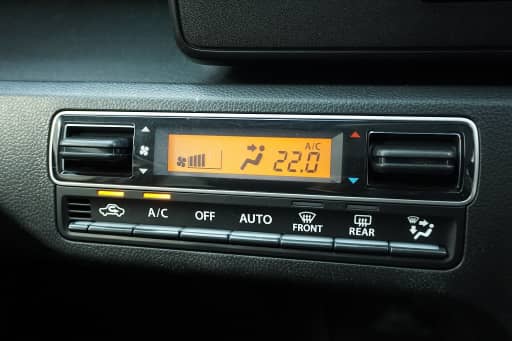 A/C
22.0
A/C OFF AUTO FRONT REAR